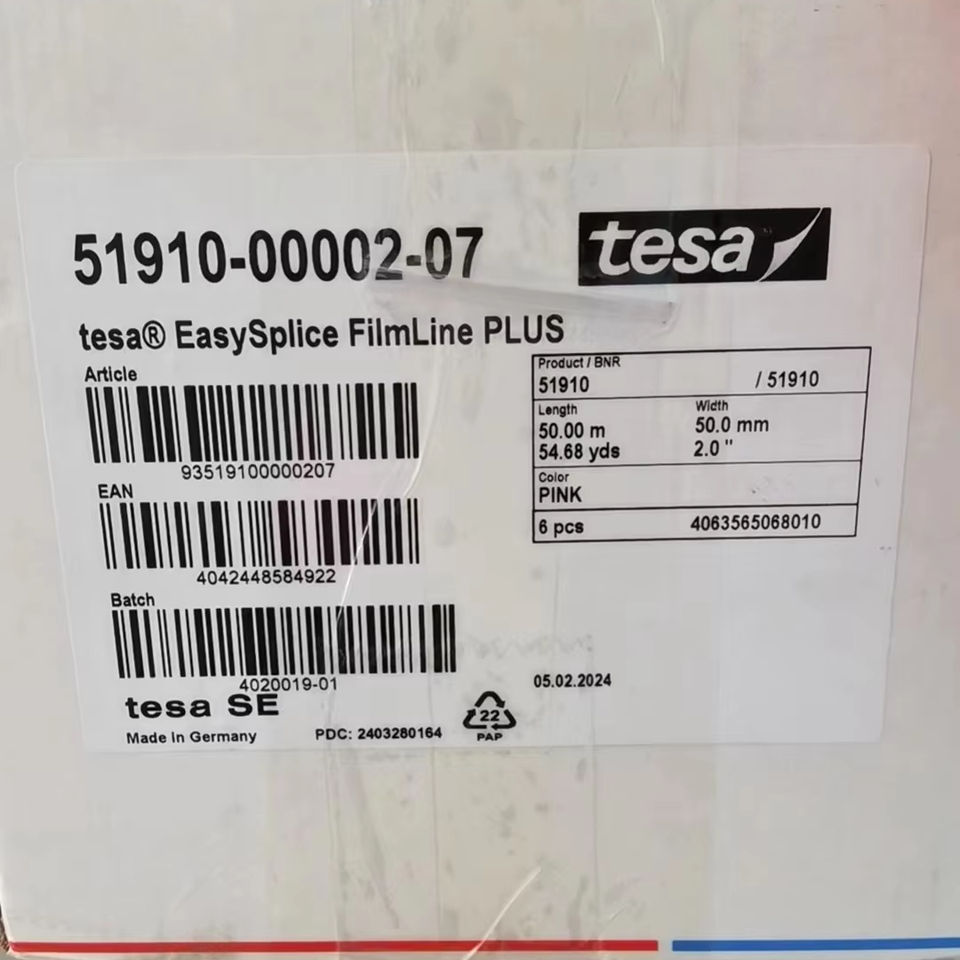 51910-00002-07
tesa
tesa® EasySplice FilmLine PLUS
Article
93519100000207
EAN
4042448584922
Batch
4020019-01
Product / BNR
51910 / 51910
Length Width
50.00 m 50.0 mm
54.68 yds 2.0 "
Color
PINK
6 pcs 4063565068010
05.02.2024
tesa SE
Made in Germany
PDC: 2403280164
22
PAP